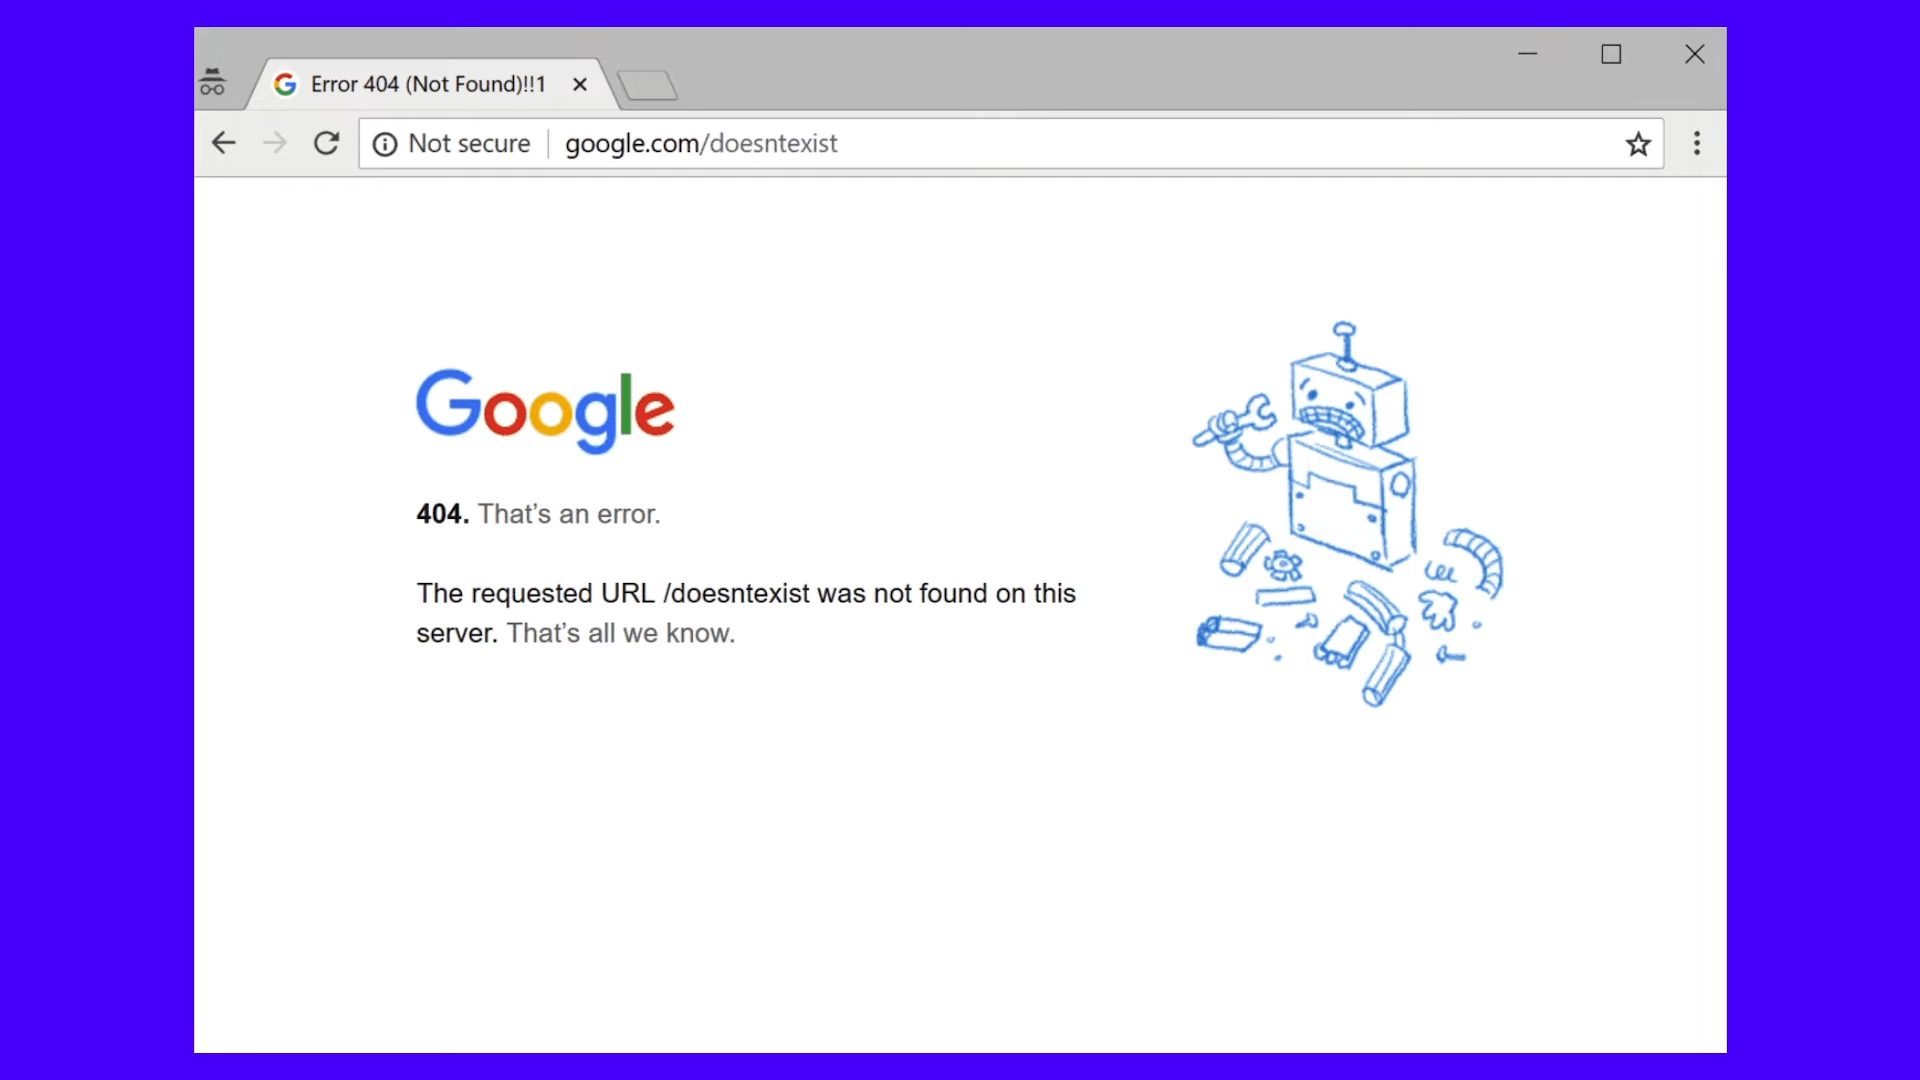 Error 404 (Not Found)!!1
Not secure google.com/doesntexist
Google
404. That’s an error.
The requested URL /doesntexist was not found on this
server. That’s all we know.